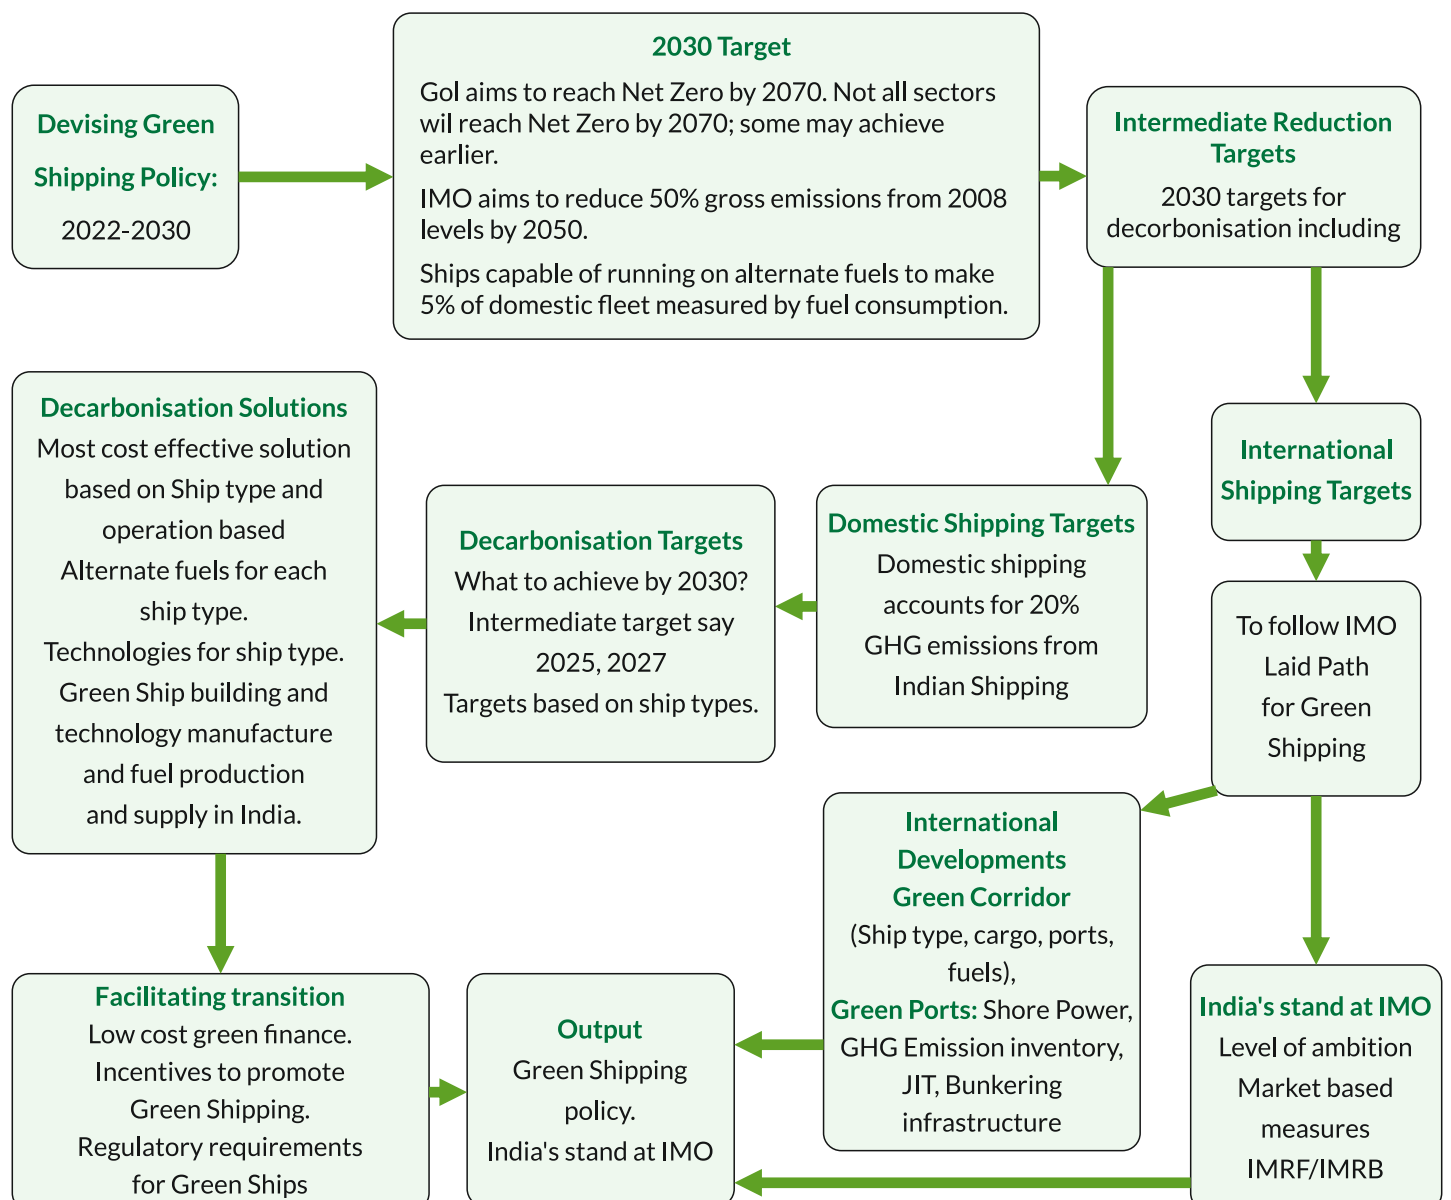 Devising Green
Shipping Policy:
2022-2030
2030 Target
GoI aims to reach Net Zero by 2070. Not all sectors
wil reach Net Zero by 2070; some may achieve
earlier.
IMO aims to reduce 50% gross emissions from 2008
levels by 2050.
Ships capable of running on alternate fuels to make
5% of domestic fleet measured by fuel consumption.
Intermediate Reduction
Targets
2030 targets for
decorbonisation including
International
Shipping Targets
Domestic Shipping Targets
Domestic shipping
accounts for 20%
GHG emissions from
Indian Shipping
Decarbonisation Targets
What to achieve by 2030?
Intermediate target say
2025, 2027
Targets based on ship types.
Decarbonisation Solutions
Most cost effective solution
based on Ship type and
operation based
Alternate fuels for each
ship type.
Technologies for ship type.
Green Ship building and
technology manufacture
and fuel production
and supply in India.
To follow IMO
Laid Path
for Green
Shipping
International
Developments
Green Corridor
(Ship type, cargo, ports,
fuels),
Green Ports: Shore Power,
GHG Emission inventory,
JIT, Bunkering
infrastructure
India's stand at IMO
Level of ambition
Market based
measures
IMRF/IMRB
Facilitating transition
Low cost green finance.
Incentives to promote
Green Shipping.
Regulatory requirements
for Green Ships
Output
Green Shipping
policy.
India's stand at IMO